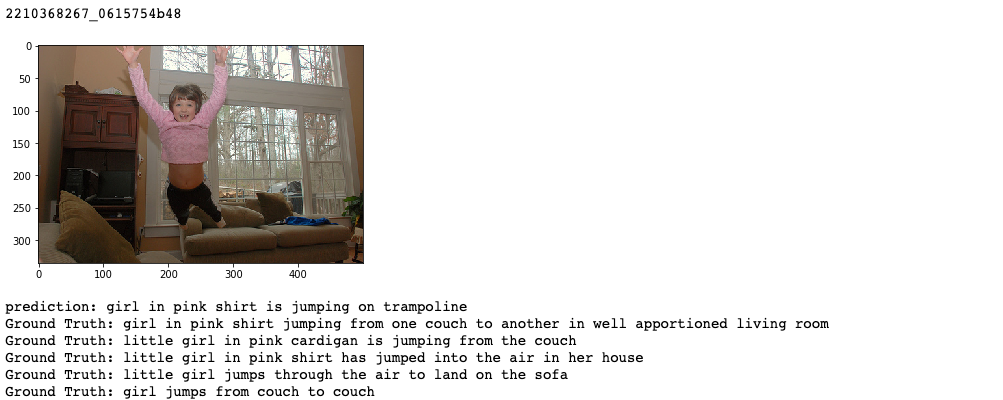 2210368267_0615754b48
0
50
100
150
200
250
300
0 100 200 300 400
prediction: girl in pink shirt is jumping on trampoline
Ground Truth: girl in pink shirt jumping from one couch to another in well apportioned living room
Ground Truth: little girl in pink cardigan is jumping from the couch
Ground Truth: little girl in pink shirt has jumped into the air in her house
Ground Truth: little girl jumps through the air to land on the sofa
Ground Truth: girl jumps from couch to couch